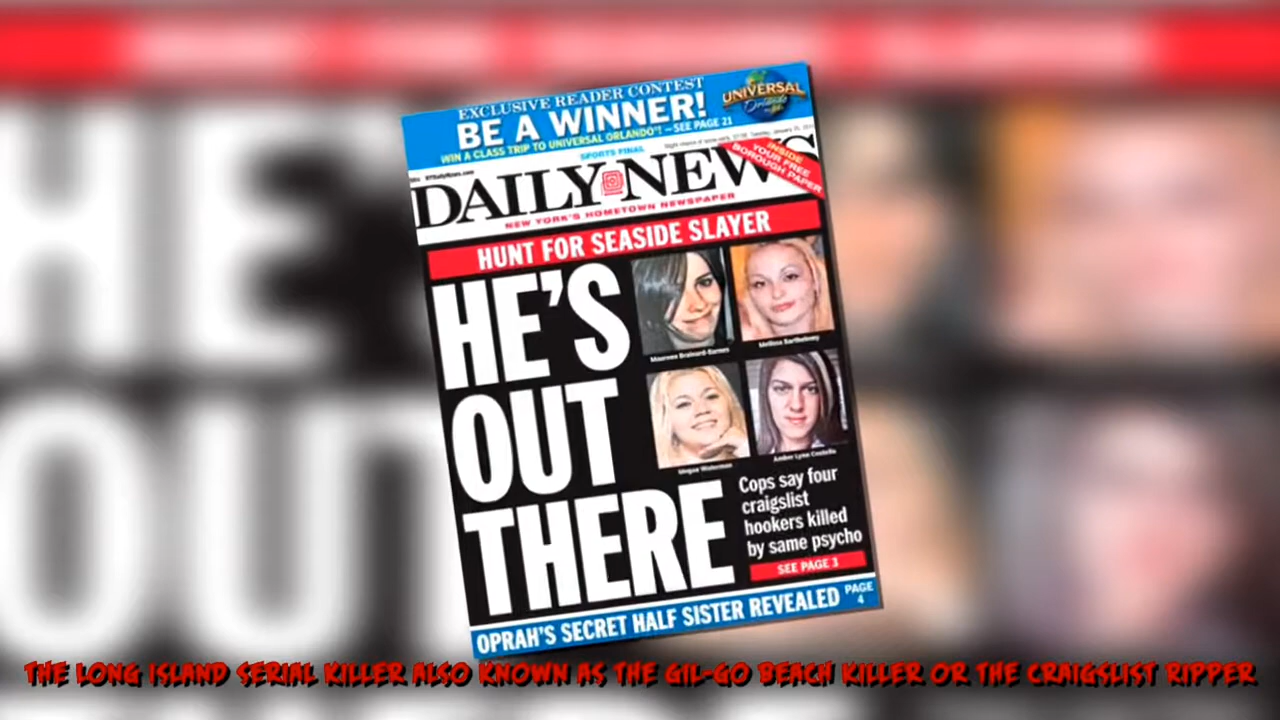 EXCLUSIVE READER CONTEST
BE A WINNER!
WIN A CLASS TRIP TO UNIVERSAL ORLANDO! – SEE PAGE 21
UNIVERSAL
Orlando
SPORTS FINAL
NYDailyNews.com
DAILY NEWS
INSIDE
YOUR FREE
BOROUGH PAPER
NEW YORK'S HOMETOWN NEWSPAPER
HUNT FOR SEASIDE SLAYER
HE'S
OUT
THERE
Maureen Brainard-Barnes
Melissa Barthelemy
Megan Waterman
Amber Lynn Costello
Cops say four
craigslist
hookers killed
by same psycho
SEE PAGE 3
OPRAH'S SECRET HALF SISTER REVEALED
PAGE
4
THE LONG ISLAND SERIAL KILLER ALSO KNOWN AS THE GIL-GO BEACH KILLER OR THE CRAIGSLIST RIPPER